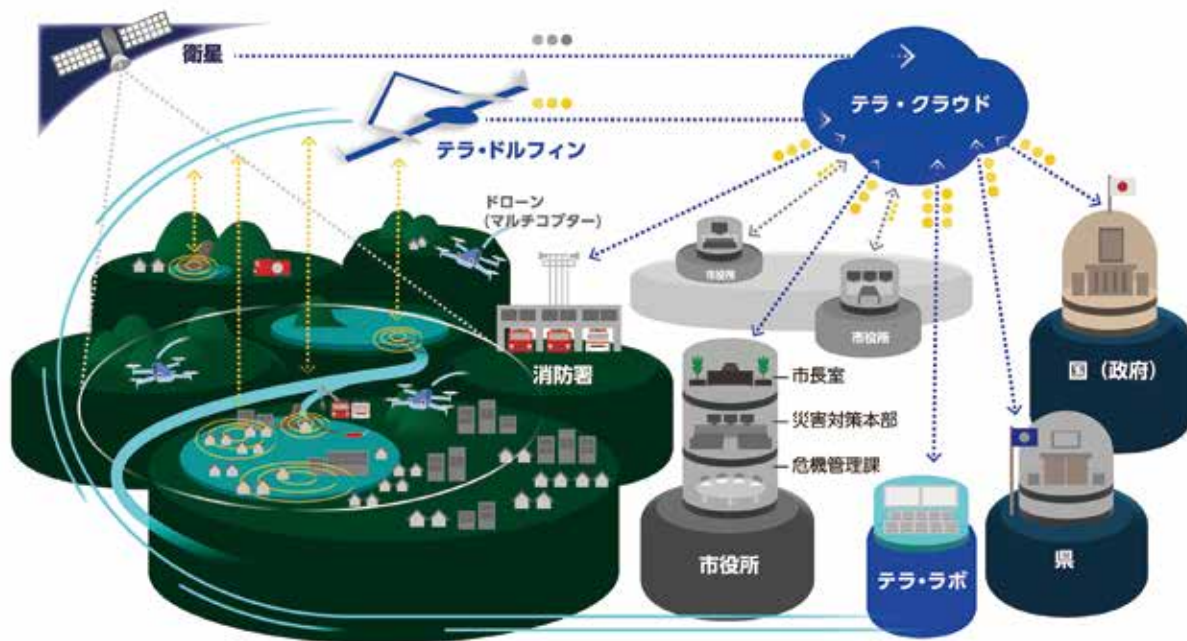 衛星
テラ・クラウド
テラ・ドルフィン
ドローン
(マルチコプター)
市役所
市役所
消防署
市長室
災害対策本部
危機管理課
国（政府）
市役所
テラ・ラボ
県